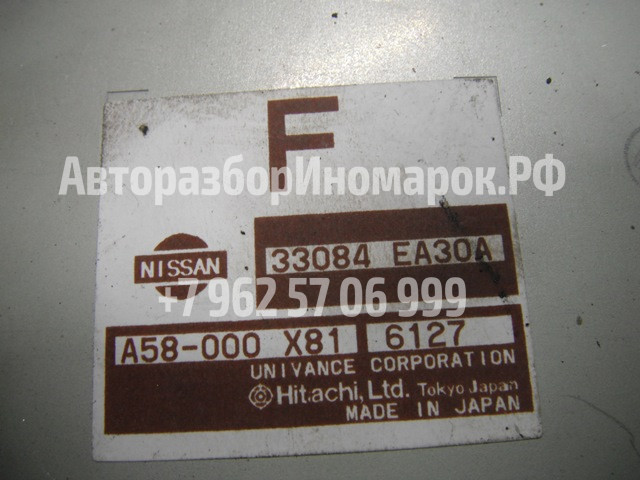 F
АвторазборИномарок.РФ
NISSAN
33084 EA30A
+7 962 57 06 999
A58-000 X81 6127
UNIVANCE CORPORATION
Hitachi, Ltd. Tokyo Japan
MADE IN JAPAN